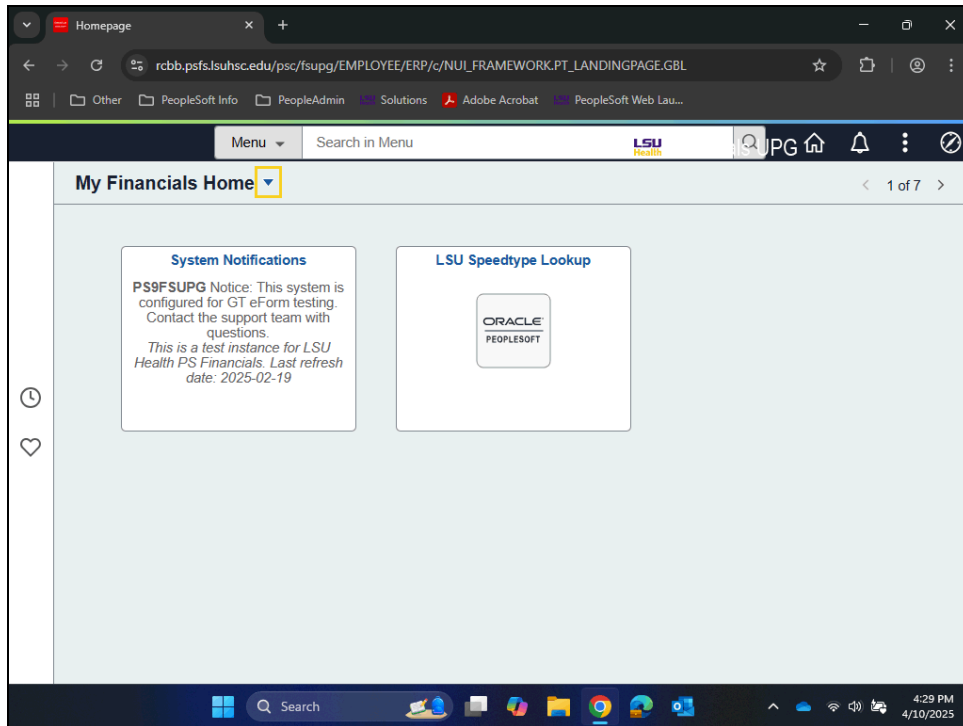 Homepage
rcbb.psfs.lsuhsc.edu/psc/fsupg/EMPLOYEE/ERP/c/NUI_FRAMEWORK.PT_LANDINGPAGE.GBL
Other PeopleSoft Info PeopleAdmin LSU Solutions Adobe Acrobat LSU PeopleSoft Web Lau...
Menu Search in Menu LSU Health UPG
My Financials Home 1 of 7
System Notifications
PS9FSUPG Notice: This system is
configured for GT eForm testing.
Contact the support team with
questions.
This is a test instance for LSU
Health PS Financials. Last refresh
date: 2025-02-19
LSU Speedtype Lookup
ORACLE'
PEOPLESOFT
Search
4:29 PM
4/10/2025